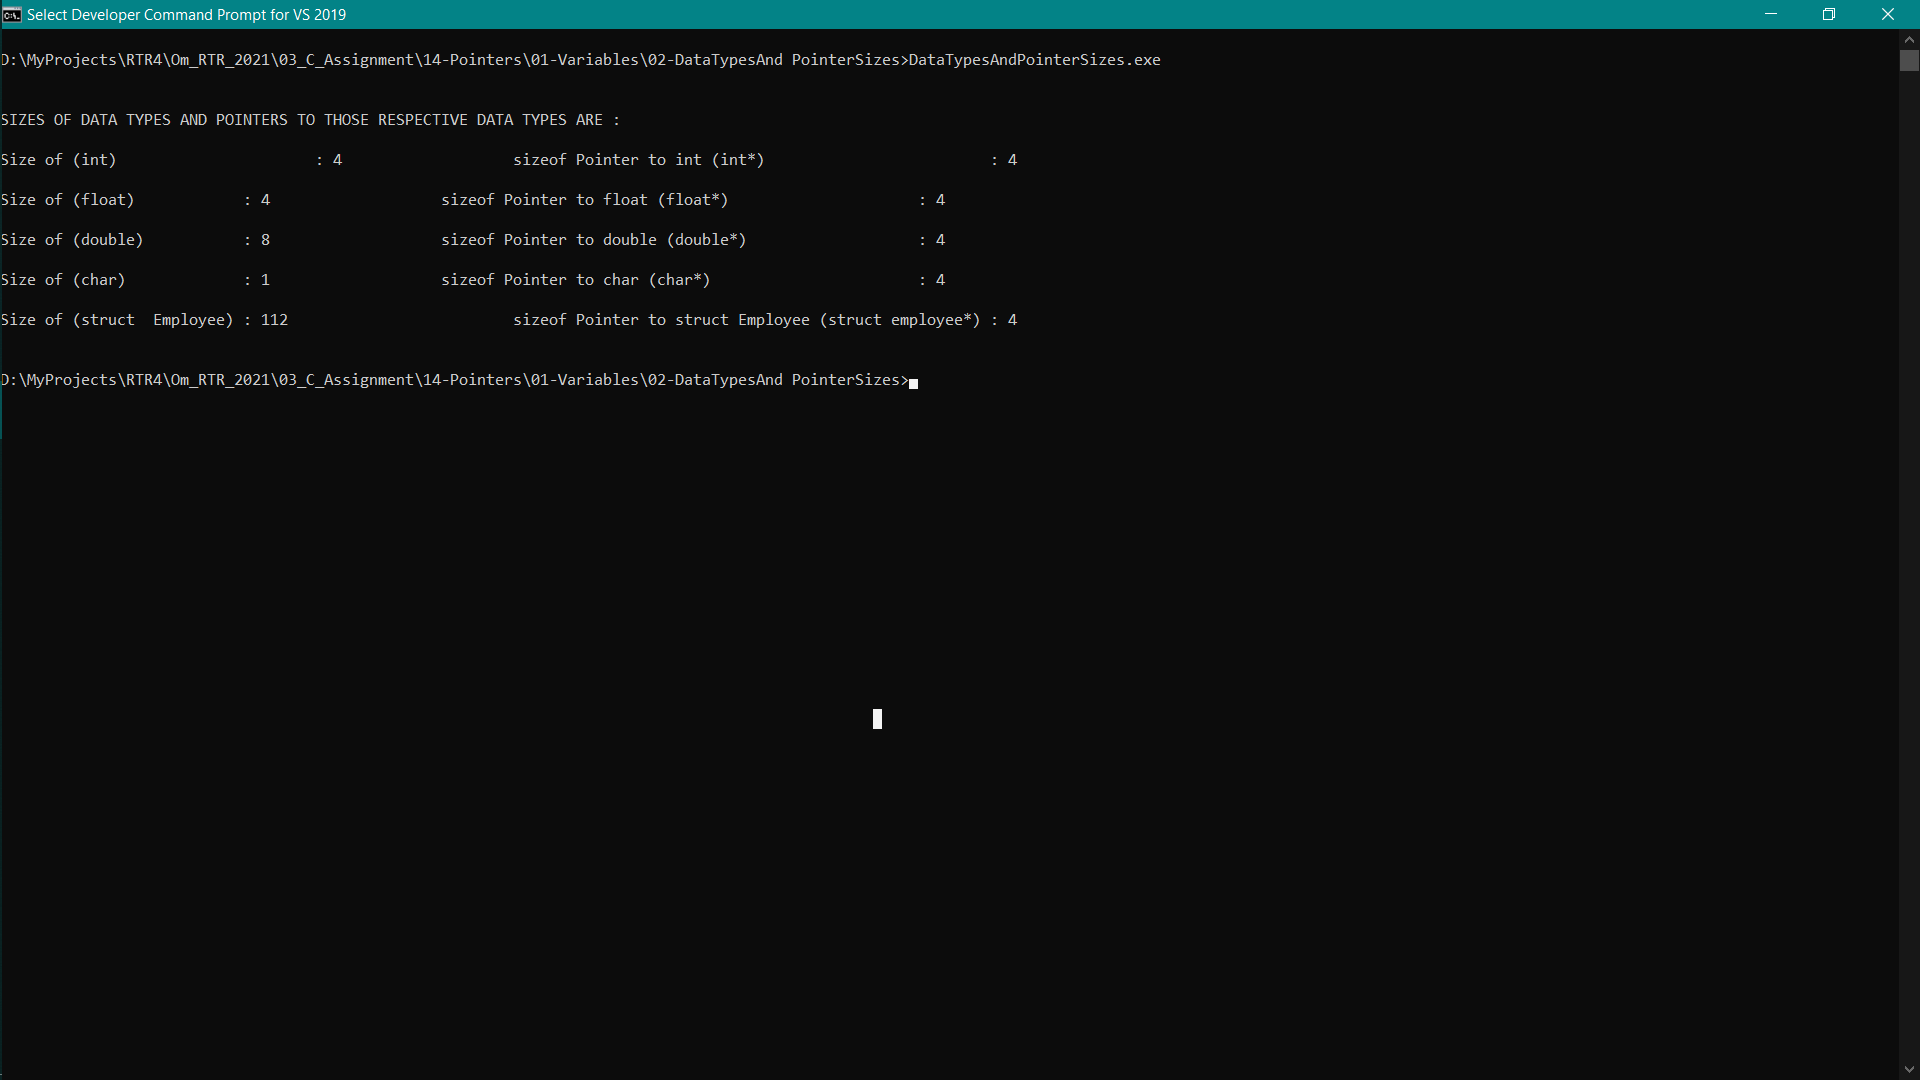 Select Developer Command Prompt for VS 2019
D:\MyProjects\RTR4\Om_RTR_2021\03_C_Assignment\14-Pointers\01-Variables\02-DataTypesAnd PointerSizes>DataTypesAndPointerSizes.exe
SIZES OF DATA TYPES AND POINTERS TO THOSE RESPECTIVE DATA TYPES ARE :
Size of (int) : 4 sizeof Pointer to int (int*) : 4
Size of (float) : 4 sizeof Pointer to float (float*) : 4
Size of (double) : 8 sizeof Pointer to double (double*) : 4
Size of (char) : 1 sizeof Pointer to char (char*) : 4
Size of (struct  Employee) : 112 sizeof Pointer to struct Employee (struct employee*) : 4
D:\MyProjects\RTR4\Om_RTR_2021\03_C_Assignment\14-Pointers\01-Variables\02-DataTypesAnd PointerSizes>